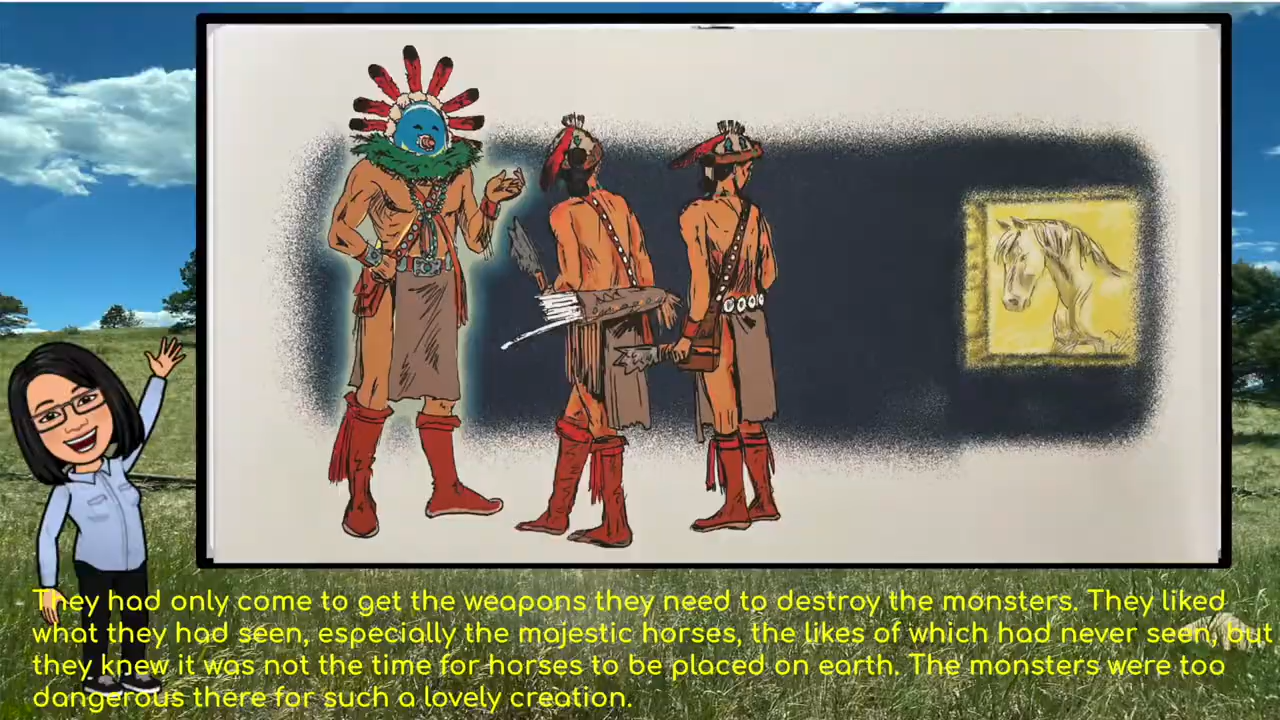 They had only come to get the weapons they need to destroy the monsters. They liked
what they had seen, especially the majestic horses, the likes of which had never seen, but
they knew it was not the time for horses to be placed on earth. The monsters were too
dangerous there for such a lovely creation.